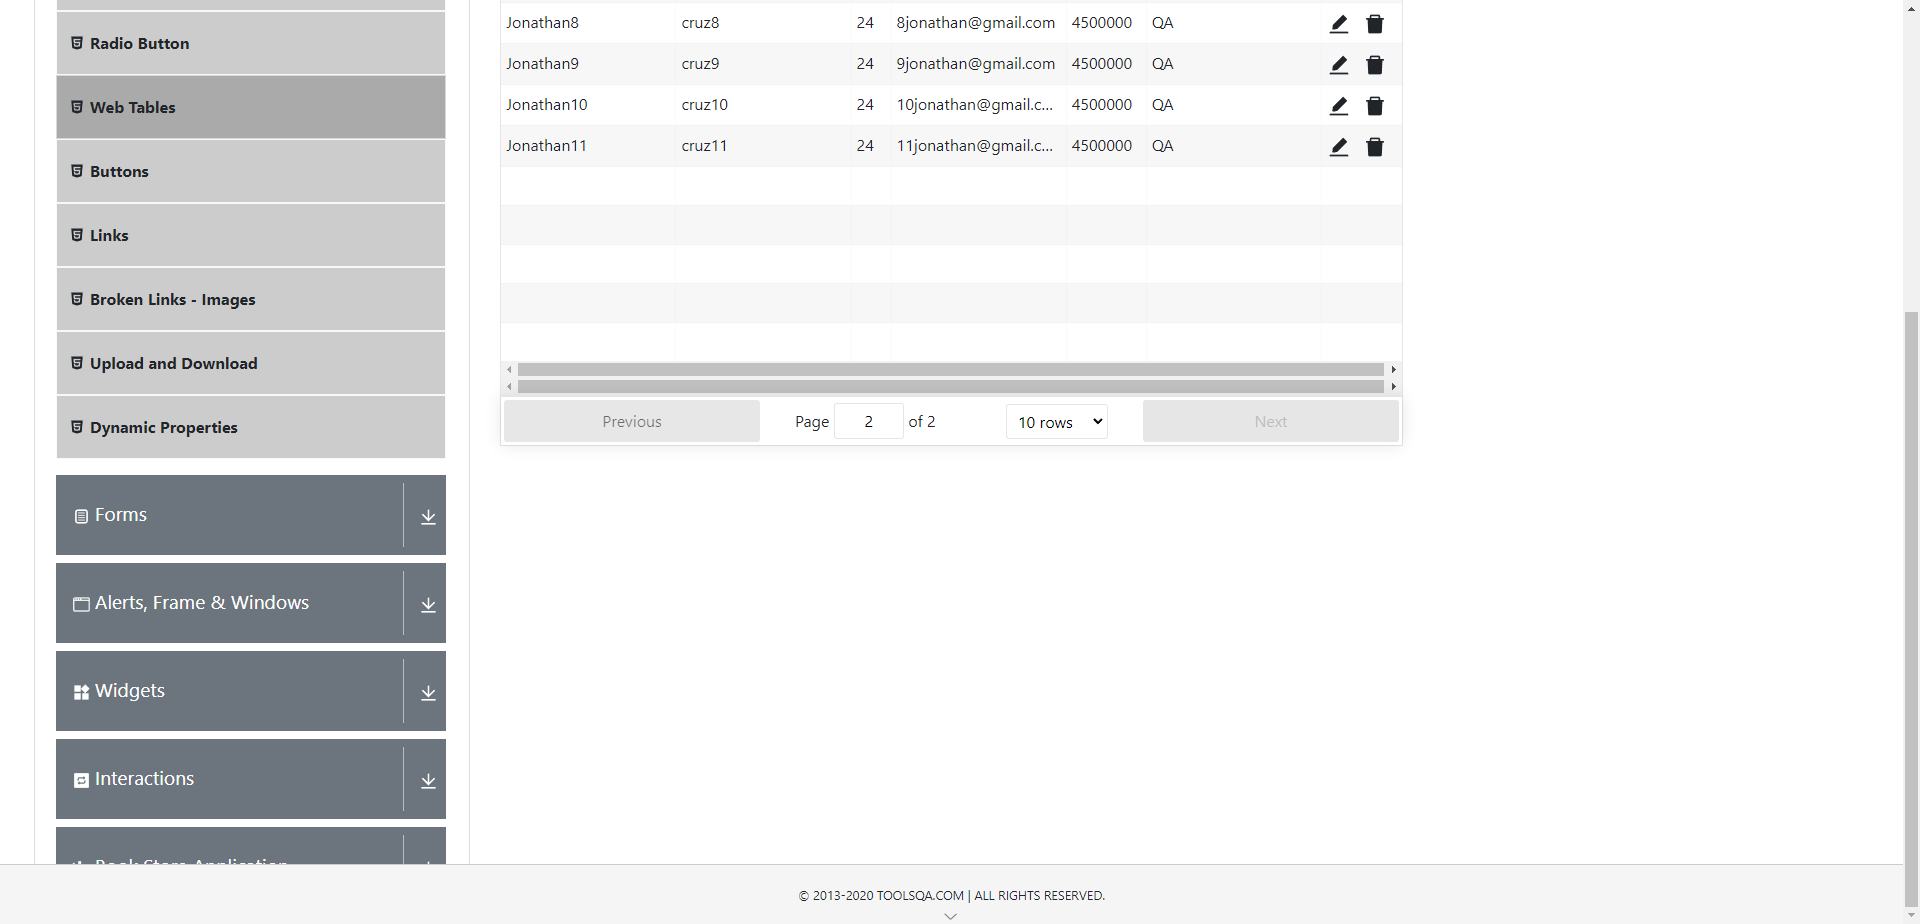 Radio Button
Web Tables
Buttons
Links
Broken Links - Images
Upload and Download
Dynamic Properties
Forms
Alerts, Frame & Windows
Widgets
Interactions
Book Store Application
Jonathan8 cruz8 24 8jonathan@gmail.com 4500000 QA
Jonathan9 cruz9 24 9jonathan@gmail.com 4500000 QA
Jonathan10 cruz10 24 10jonathan@gmail.c... 4500000 QA
Jonathan11 cruz11 24 11jonathan@gmail.c... 4500000 QA
Previous Page 2 of 2 10 rows Next
© 2013-2020 TOOLSQA.COM | ALL RIGHTS RESERVED.